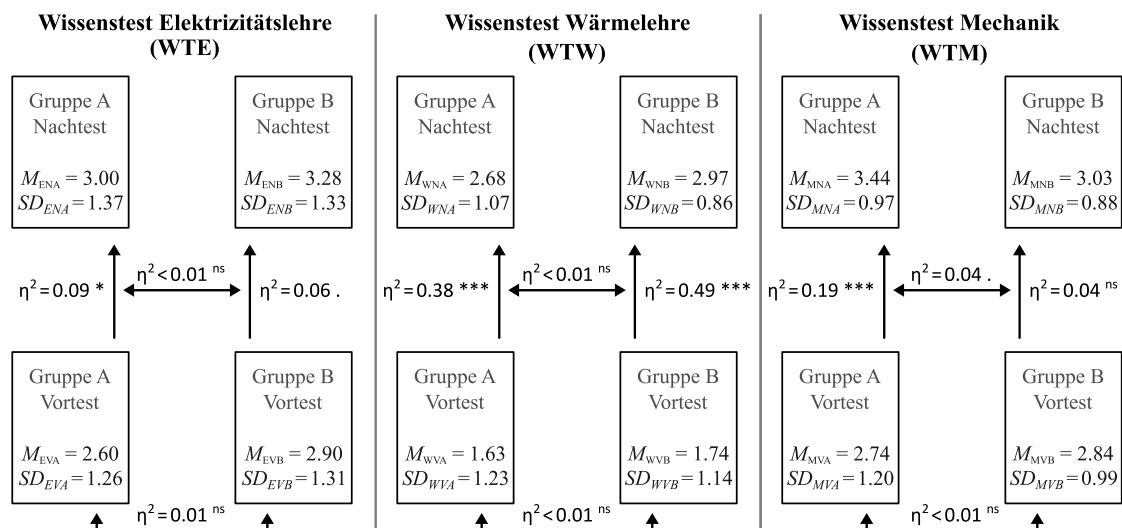 Wissenstest Elektrizitätslehre
(WTE)
Gruppe A
Nachtest
M_ENA = 3.00
SD_ENA = 1.37
Gruppe B
Nachtest
M_ENB = 3.28
SD_ENB = 1.33
η² = 0.09 *
η² < 0.01 ns
η² = 0.06 .
Gruppe A
Vortest
M_EVA = 2.60
SD_EVA = 1.26
Gruppe B
Vortest
M_EVB = 2.90
SD_EVB = 1.31
η² = 0.01 ns
Wissenstest Wärmelehre
(WTW)
Gruppe A
Nachtest
M_WNA = 2.68
SD_WNA = 1.07
Gruppe B
Nachtest
M_WNB = 2.97
SD_WNB = 0.86
η² = 0.38 ***
η² < 0.01 ns
η² = 0.49 ***
Gruppe A
Vortest
M_WVA = 1.63
SD_WVA = 1.23
Gruppe B
Vortest
M_WVB = 1.74
SD_WVB = 1.14
η² < 0.01 ns
Wissenstest Mechanik
(WTM)
Gruppe A
Nachtest
M_MNA = 3.44
SD_MNA = 0.97
Gruppe B
Nachtest
M_MNB = 3.03
SD_MNB = 0.88
η² = 0.19 ***
η² = 0.04 .
η² = 0.04 ns
Gruppe A
Vortest
M_MVA = 2.74
SD_MVA = 1.20
Gruppe B
Vortest
M_MVB = 2.84
SD_MVB = 0.99
η² < 0.01 ns